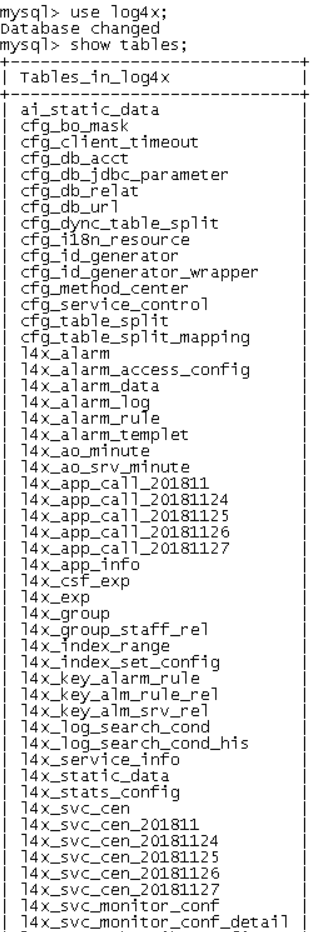 mysql> use log4x;
Database changed
mysql> show tables;
+-----------------------------+
| Tables_in_log4x |
+-----------------------------+
| ai_static_data
| cfg_bo_mask
| cfg_client_timeout
| cfg_db_acct
| cfg_db_jdbc_parameter
| cfg_db_relat
| cfg_db_url
| cfg_dync_table_split
| cfg_i18n_resource
| cfg_id_generator
| cfg_id_generator_wrapper
| cfg_method_center
| cfg_service_control
| cfg_table_split
| cfg_table_split_mapping
| l4x_alarm
| l4x_alarm_access_config
| l4x_alarm_data
| l4x_alarm_log
| l4x_alarm_rule
| l4x_alarm_templet
| l4x_ao_minute
| l4x_ao_srv_minute
| l4x_app_call_201811
| l4x_app_call_20181124
| l4x_app_call_20181125
| l4x_app_call_20181126
| l4x_app_call_20181127
| l4x_app_info
| l4x_csf_exp
| l4x_exp
| l4x_group
| l4x_group_staff_rel
| l4x_index_range
| l4x_index_set_config
| l4x_key_alarm_rule
| l4x_key_alm_rule_rel
| l4x_key_alm_srv_rel
| l4x_log_search_cond
| l4x_log_search_cond_his
| l4x_service_info
| l4x_static_data
| l4x_stats_config
| l4x_svc_cen
| l4x_svc_cen_201811
| l4x_svc_cen_20181124
| l4x_svc_cen_20181125
| l4x_svc_cen_20181126
| l4x_svc_cen_20181127
| l4x_svc_monitor_conf
| l4x_svc_monitor_conf_detail |